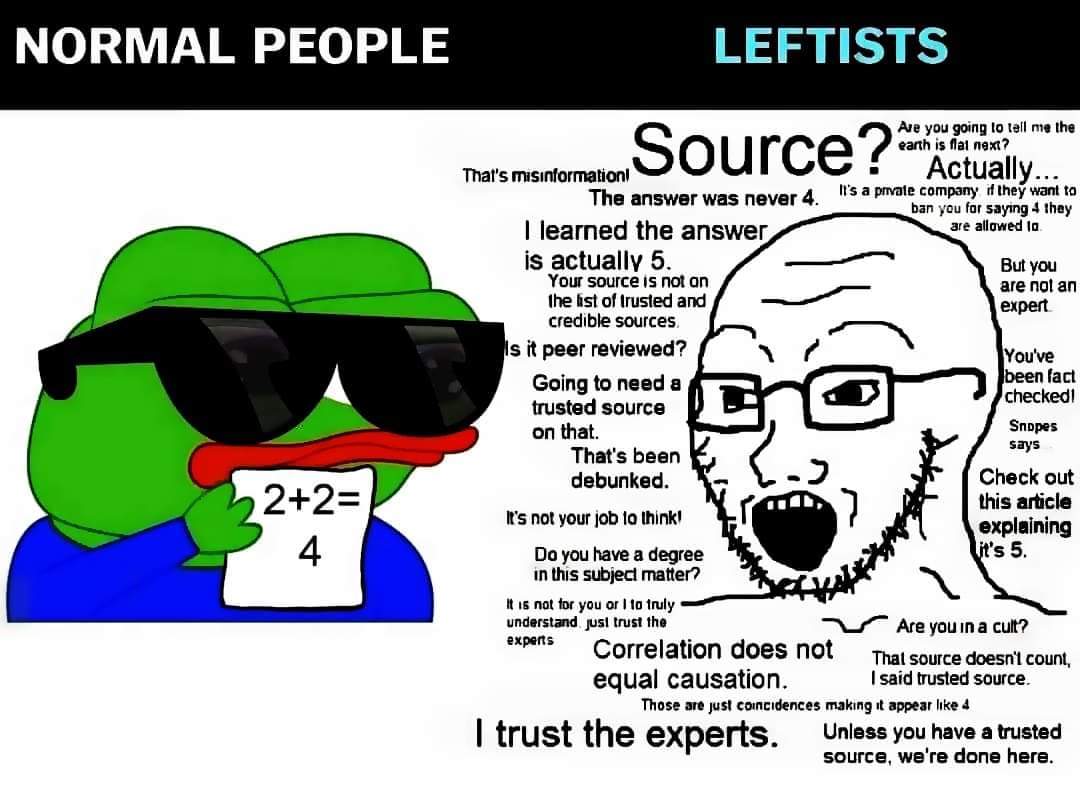 NORMAL PEOPLE
LEFTISTS
Source?
Are you going to tell me the
earth is flat next?
Actually...
That's misinformation!
The answer was never 4.
It's a private company if they want to
ban you for saying 4 they
are allowed to.
I learned the answer
is actually 5.
Your source is not on
the list of trusted and
credible sources.
But you
are not an
expert.
Is it peer reviewed?
You've
been fact
checked!
Going to need a
trusted source
on that.
Snopes
says...
That's been
debunked.
Check out
this article
explaining
it's 5.
2+2=
4
It's not your job to think!
Do you have a degree
in this subject matter?
It is not for you or I to truly
understand. just trust the
experts
Are you in a cult?
Correlation does not
equal causation.
That source doesn't count,
I said trusted source.
Those are just coincidences making it appear like 4
I trust the experts.
Unless you have a trusted
source, we're done here.